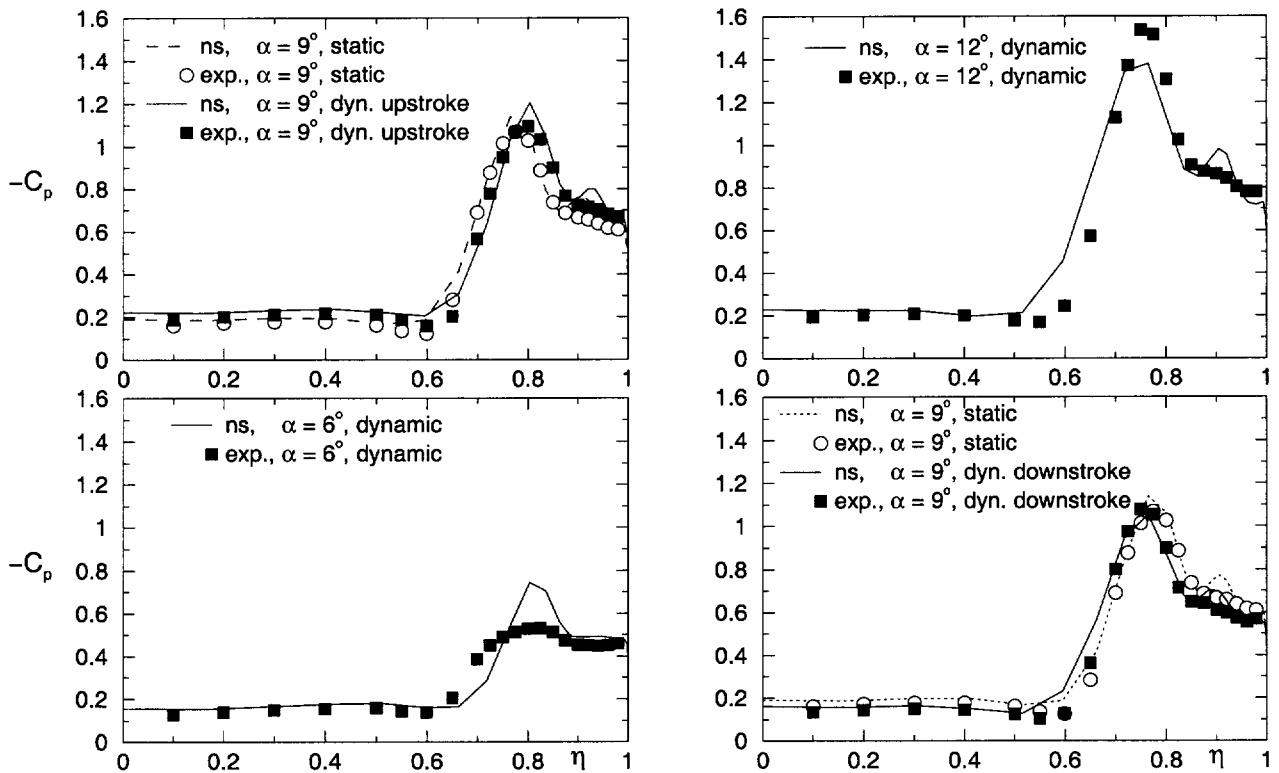 1.6
1.4
1.2
1
0.8
0.6
0.4
0.2
0
-Cp
ns, α = 9°, static
exp., α = 9°, static
ns, α = 9°, dyn. upstroke
exp., α = 9°, dyn. upstroke
0 0.2 0.4 0.6 0.8 1
1.6
1.4
1.2
1
0.8
0.6
0.4
0.2
0
ns, α = 12°, dynamic
exp., α = 12°, dynamic
0 0.2 0.4 0.6 0.8 1
1.6
1.4
1.2
1
0.8
0.6
0.4
0.2
0
-Cp
ns, α = 6°, dynamic
exp., α = 6°, dynamic
0 0.2 0.4 0.6 0.8 η 1
1.6
1.4
1.2
1
0.8
0.6
0.4
0.2
0
ns, α = 9°, static
exp., α = 9°, static
ns, α = 9°, dyn. downstroke
exp., α = 9°, dyn. downstroke
0 0.2 0.4 0.6 0.8 η 1